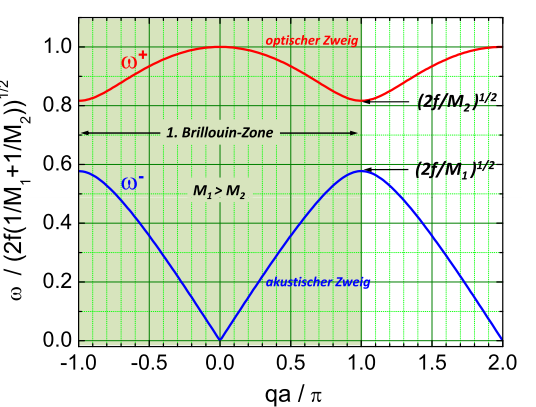 1.0
0.8
0.6
0.4
0.2
0.0
-1.0 -0.5 0.0 0.5 1.0 1.5 2.0
qa / π
ω / (2f(1/M₁+1/M₂))^1/2
ω⁺
optischer Zweig
(2f/M₂)^1/2
1. Brillouin-Zone
(2f/M₁)^1/2
ω⁻
M₁ > M₂
akustischer Zweig